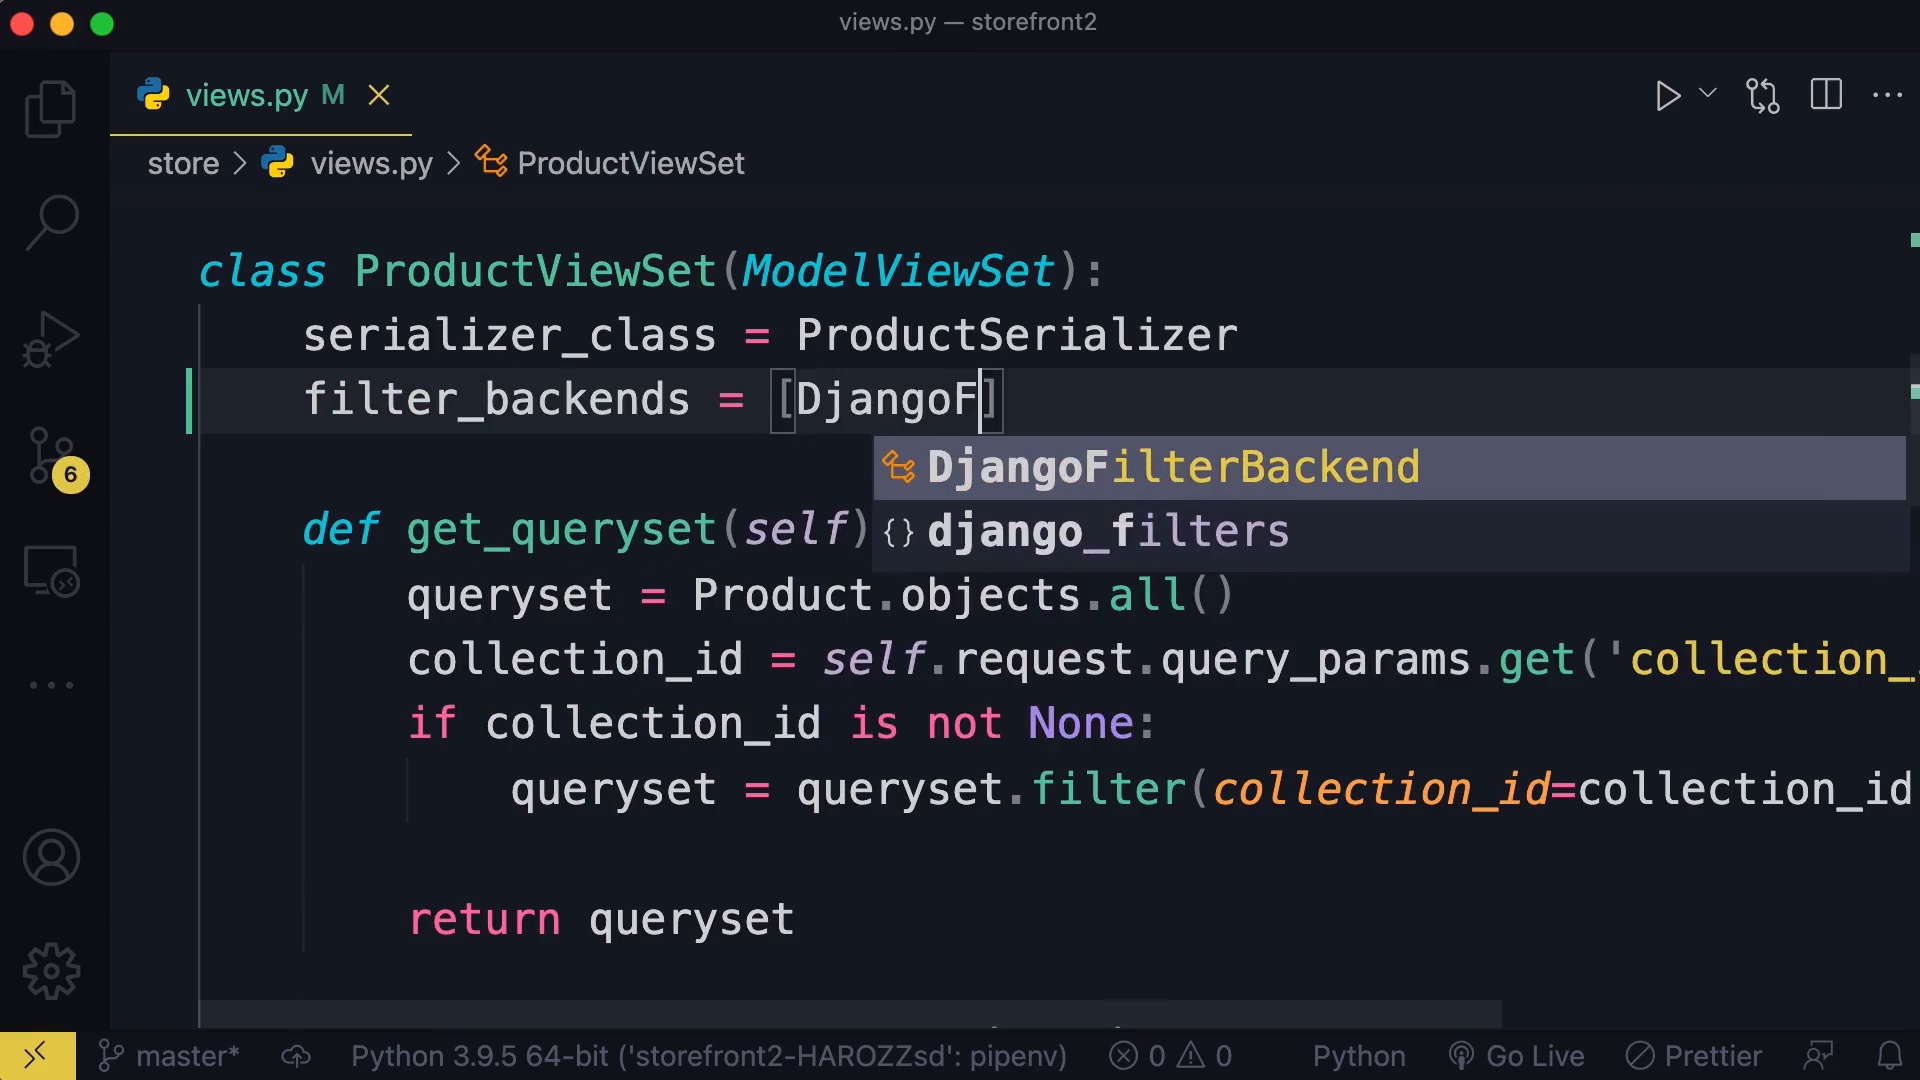 views.py — storefront2
views.py M
store > views.py > ProductViewSet
class ProductViewSet(ModelViewSet):
serializer_class = ProductSerializer
filter_backends = [DjangoF]
DjangoFilterBackend
{} django_filters
def get_queryset(self)
queryset = Product.objects.all()
collection_id = self.request.query_params.get('collection_
if collection_id is not None:
queryset = queryset.filter(collection_id=collection_id
return queryset
6
master* Python 3.9.5 64-bit ('storefront2-HAROZZsd': pipenv) 0 0 Python Go Live Prettier